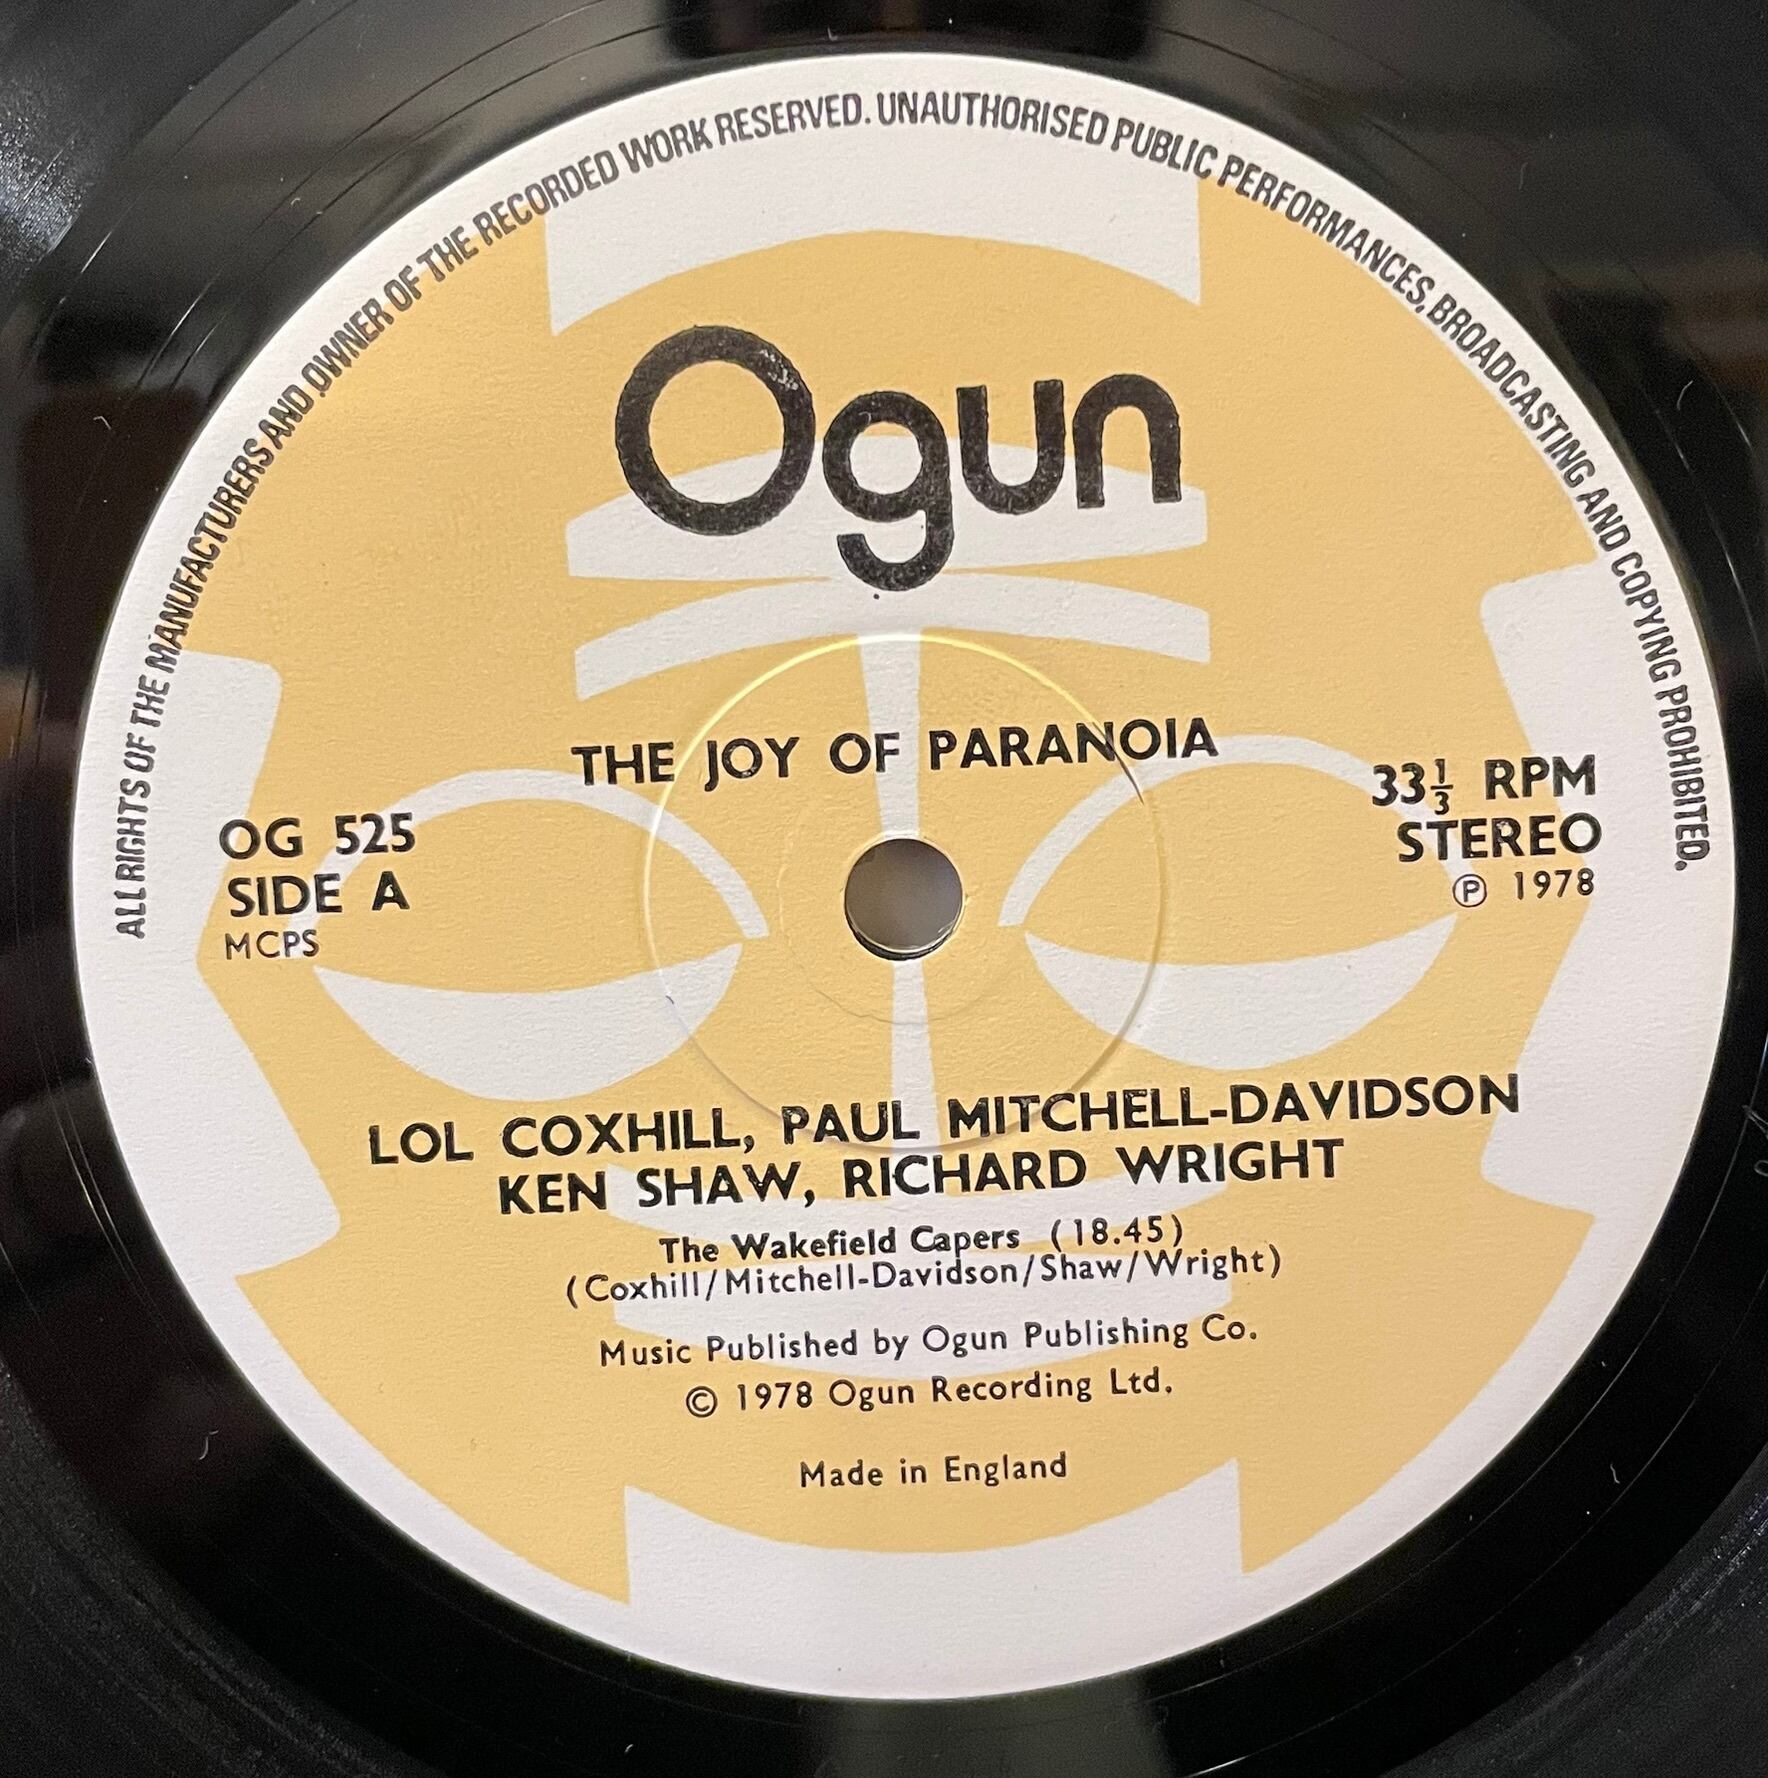 ALL RIGHTS OF THE MANUFACTURERS AND OWNER OF THE RECORDED WORK RESERVED. UNAUTHORISED PUBLIC PERFORMANCES, BROADCASTING AND COPYING PROHIBITED.
Ogun
THE JOY OF PARANOIA
OG 525
SIDE A
MCPS
33⅓ RPM
STEREO
Ⓟ 1978
LOL COXHILL, PAUL MITCHELL-DAVIDSON
KEN SHAW, RICHARD WRIGHT
The Wakefield Capers (18.45)
(Coxhill/Mitchell-Davidson/Shaw/Wright)
Music Published by Ogun Publishing Co.
© 1978 Ogun Recording Ltd.
Made in England